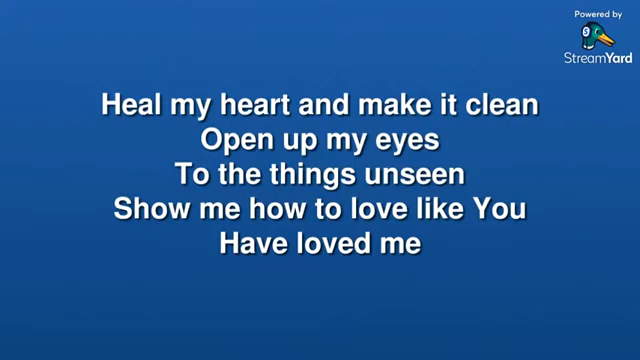 Powered by
StreamYard
Heal my heart and make it clean
Open up my eyes
To the things unseen
Show me how to love like You
Have loved me